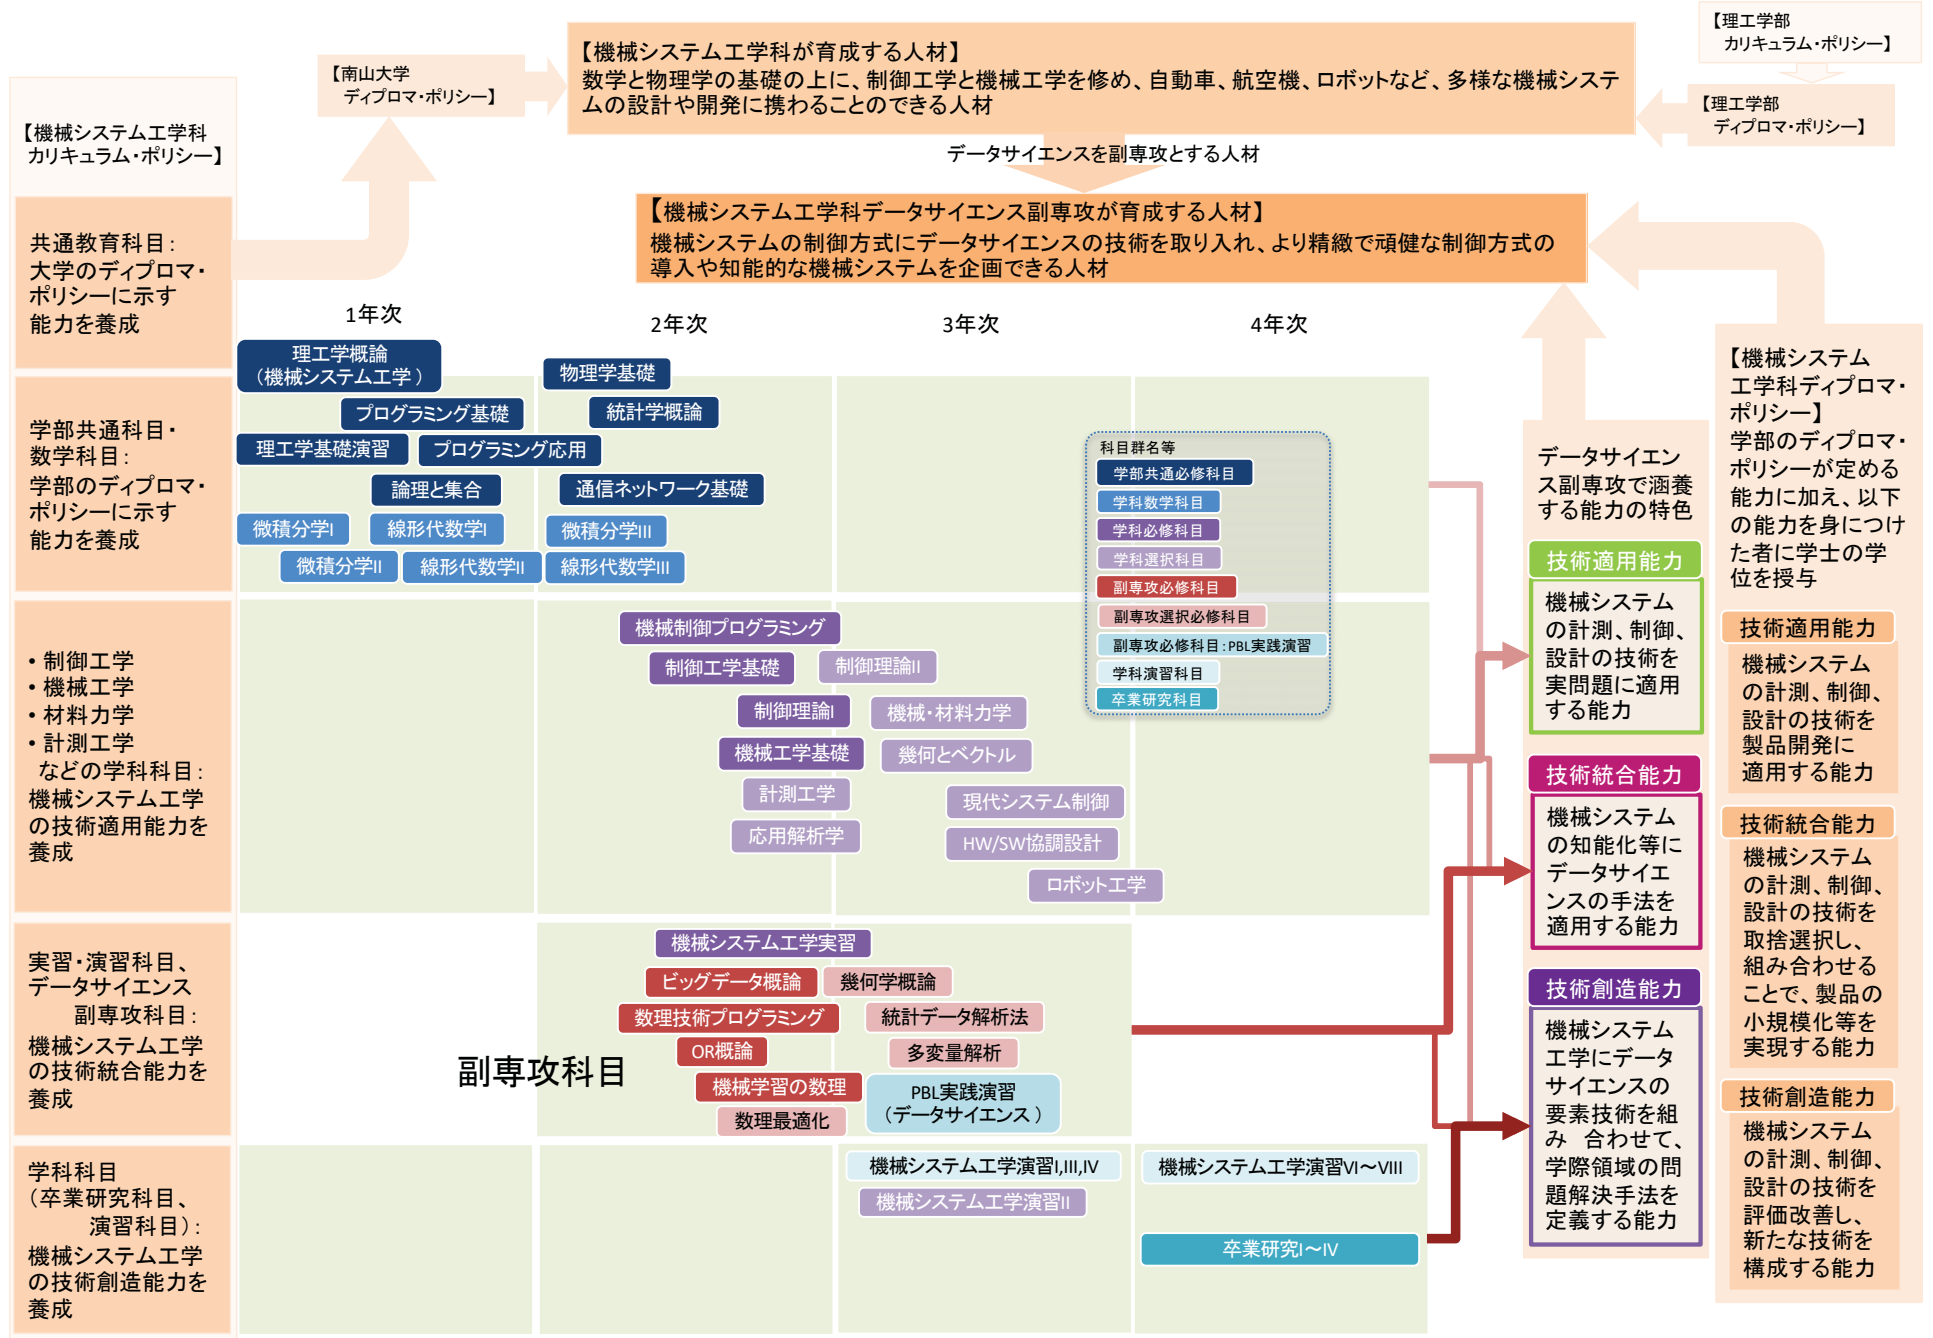 【南山大学
ディプロマ・ポリシー】
【機械システム工学科が育成する人材】
数学と物理学の基礎の上に、制御工学と機械工学を修め、自動車、航空機、ロボットなど、多様な機械システ
ムの設計や開発に携わることのできる人材
【理工学部
カリキュラム・ポリシー】
【理工学部
ディプロマ・ポリシー】
データサイエンスを副専攻とする人材
【機械システム工学科データサイエンス副専攻が育成する人材】
機械システムの制御方式にデータサイエンスの技術を取り入れ、より精緻で頑健な制御方式の
導入や知能的な機械システムを企画できる人材
【機械システム工学科
カリキュラム・ポリシー】
共通教育科目：
大学のディプロマ・
ポリシーに示す
能力を養成
学部共通科目・
数学科目：
学部のディプロマ・
ポリシーに示す
能力を養成
・制御工学
・機械工学
・材料力学
・計測工学
などの学科科目：
機械システム工学
の技術適用能力を
養成
実習・演習科目、
データサイエンス
副専攻科目：
機械システム工学
の技術統合能力を
養成
学科科目
（卒業研究科目、
演習科目）：
機械システム工学
の技術創造能力を
養成
1年次
2年次
3年次
4年次
理工学概論
（機械システム工学）
物理学基礎
プログラミング基礎
統計学概論
理工学基礎演習
プログラミング応用
論理と集合
通信ネットワーク基礎
微積分学I
線形代数学I
微積分学III
微積分学II
線形代数学II
線形代数学III
科目群名等
学部共通必修科目
学科数学科目
学科必修科目
学科選択科目
副専攻必修科目
副専攻選択必修科目
副専攻必修科目：PBL実践演習
学科演習科目
卒業研究科目
機械制御プログラミング
制御工学基礎
制御理論II
制御理論I
機械・材料力学
機械工学基礎
幾何とベクトル
計測工学
現代システム制御
応用解析学
HW/SW協調設計
ロボット工学
機械システム工学実習
ビッグデータ概論
幾何学概論
数理技術プログラミング
統計データ解析法
OR概論
多変量解析
副専攻科目
機械学習の数理
PBL実践演習
（データサイエンス）
数理最適化
機械システム工学演習I,III,IV
機械システム工学演習VI～VIII
機械システム工学演習II
卒業研究I～IV
データサイエン
ス副専攻で涵養
する能力の特色
技術適用能力
機械システム
の計測、制御、
設計の技術を
実問題に適用
する能力
技術統合能力
機械システム
の知能化等に
データサイエ
ンスの手法を
適用する能力
技術創造能力
機械システム
工学にデータ
サイエンスの
要素技術を組
み 合わせて、
学際領域の問
題解決手法を
定義する能力
【機械システム
工学科ディプロマ・
ポリシー】
学部のディプロマ・
ポリシーが定める
能力に加え、以下
の能力を身につけ
た者に学士の学
位を授与
技術適用能力
機械システム
の計測、制御、
設計の技術を
製品開発に
適用する能力
技術統合能力
機械システム
の計測、制御、
設計の技術を
取捨選択し、
組み合わせる
ことで、製品の
小規模化等を
実現する能力
技術創造能力
機械システム
の計測、制御、
設計の技術を
評価改善し、
新たな技術を
構成する能力